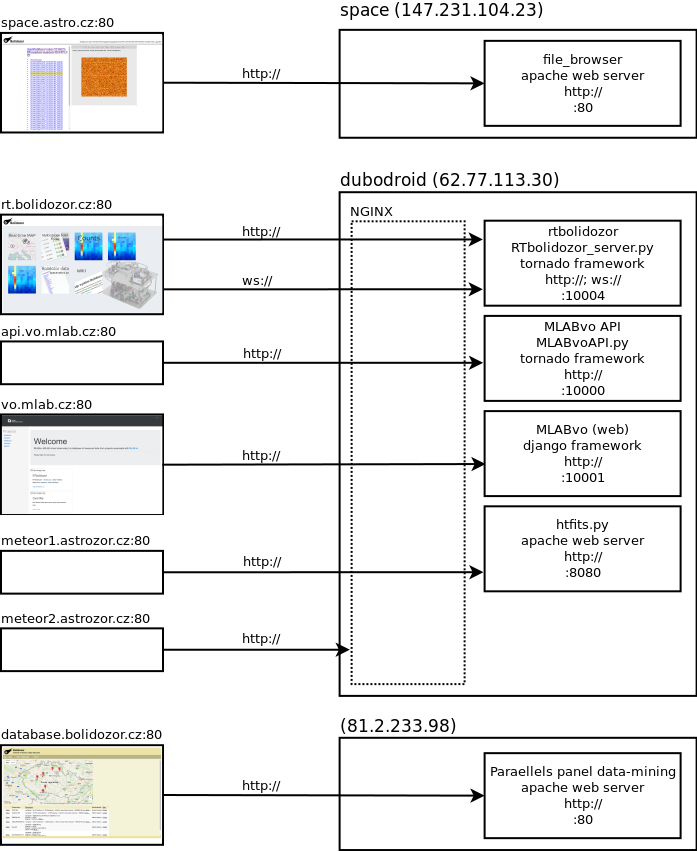 space (147.231.104.23)
space.astro.cz:80
http://
file_browser
apache web server
http://
:80
dubodroid (62.77.113.30)
rt.bolidozor.cz:80
NGINX
http://
ws://
Counts
rtbolidozor
RTbolidozor_server.py
tornado framework
http://; ws://
:10004
api.vo.mlab.cz:80
http://
MLABvo API
MLABvoAPI.py
tornado framework
http://
:10000
vo.mlab.cz:80
Welcome
http://
MLABvo (web)
django framework
http://
:10001
meteor1.astrozor.cz:80
http://
htfits.py
apache web server
http://
:8080
meteor2.astrozor.cz:80
http://
(81.2.233.98)
database.bolidozor.cz:80
http://
Paraellels panel data-mining
apache web server
http://
:80